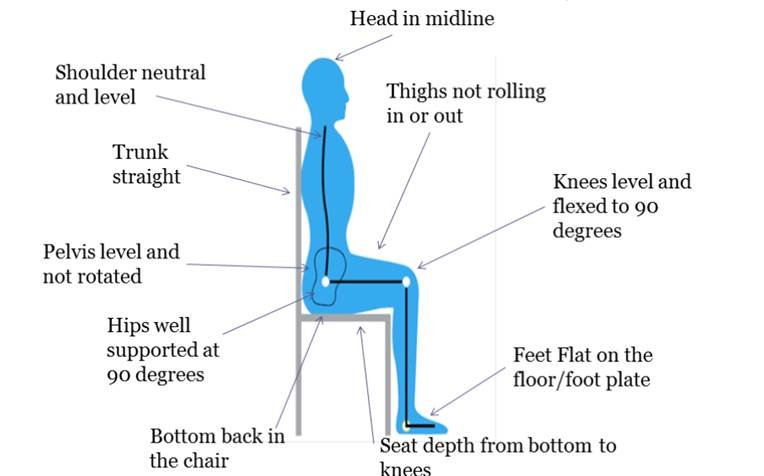 Head in midline
Shoulder neutral
and level
Thighs not rolling
in or out
Trunk
straight
Knees level and
flexed to 90
degrees
Pelvis level and
not rotated
Hips well
supported at
90 degrees
Feet Flat on the
floor/foot plate
Bottom back in
the chair
Seat depth from bottom to
knees